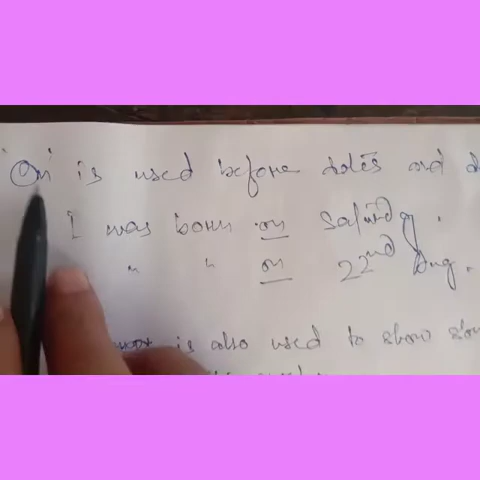 "On" is used before dates and
I was born on Saturday.
" " on 22nd Aug.
is also used to show